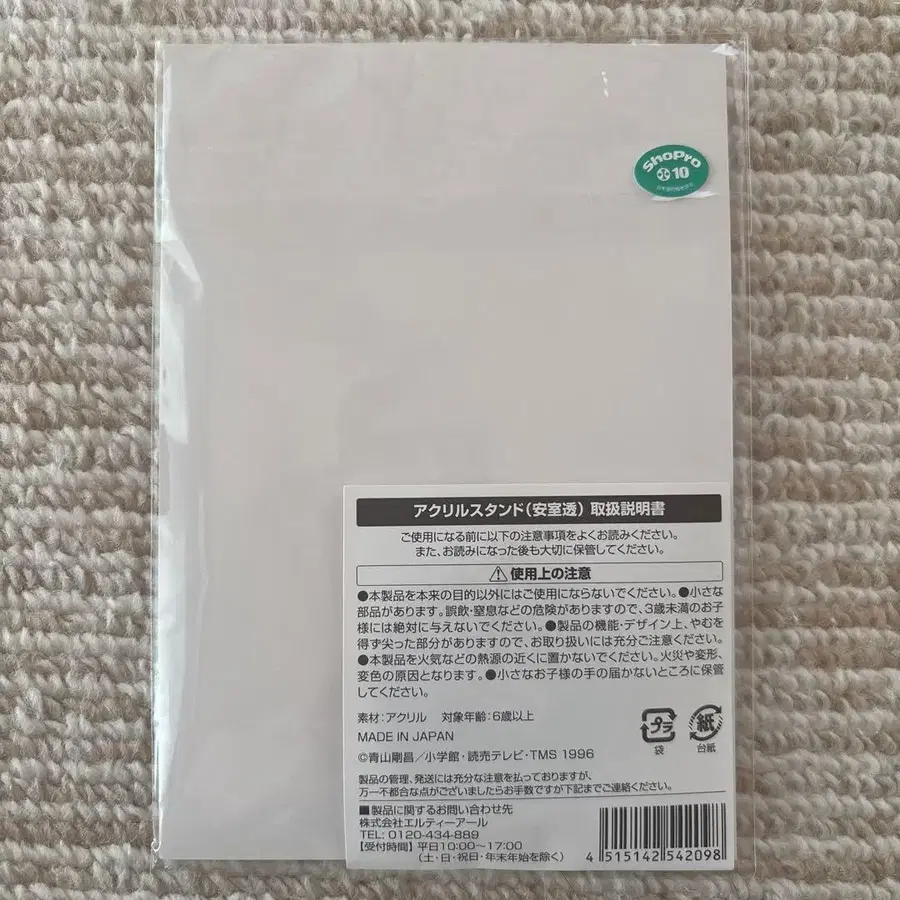 ShoPro
小 10
アクリルスタンド(安室透) 取扱説明書
ご使用になる前に以下の注意事項をよくお読みください。
また、お読みになった後も大切に保管してください。
使用上の注意
●本製品を本来の目的以外にはご使用にならないでください。●小さな
部品があります。誤飲・窒息などの危険がありますので、3歳未満のお子
様には絶対に与えないでください。●製品の機能・デザイン上、やむを
得ず尖った部分がありますので、お取り扱いには充分ご注意ください。
●本製品を火気などの熱源の近くに置かないでください。火災や変形、
変色の原因となります。●小さなお子様の手の届かないところに保管
してください。
素材:アクリル 対象年齢:6歳以上
MADE IN JAPAN
プラ
袋
紙
台紙
©青山剛昌/小学館・読売テレビ・TMS 1996
製品の管理、発送には充分な注意を払っておりますが、
万一不都合な点がございましたらお手数ですが下記までご連絡ください。
■製品に関するお問い合わせ先
株式会社エルティーアール
TEL: 0120-434-889
【受付時間】 平日10:00〜17:00
(土・日・祝日・年末年始を除く)
4 515142 542098